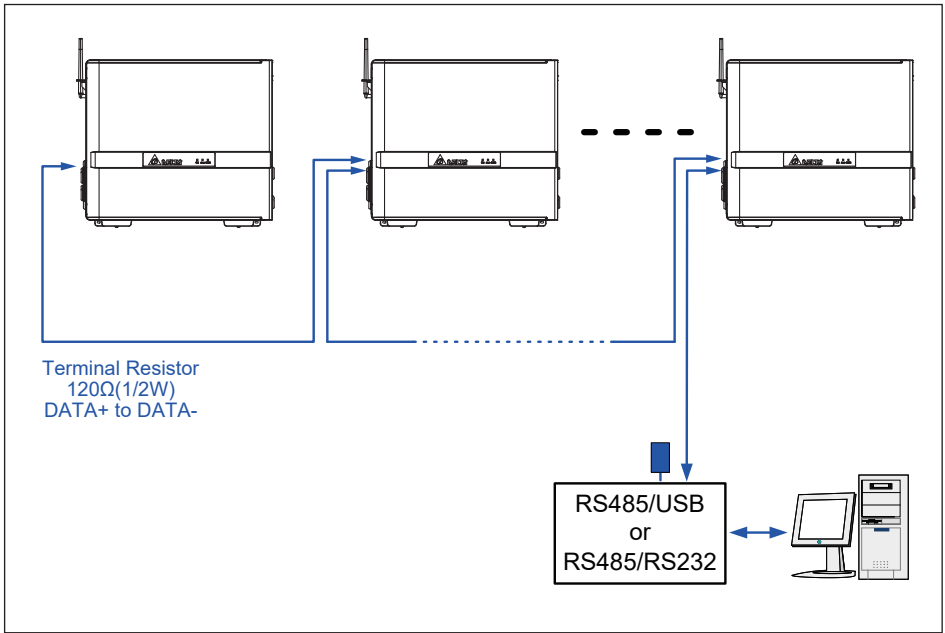 Terminal Resistor
120Ω(1/2W)
DATA+ to DATA-
RS485/USB
or
RS485/RS232